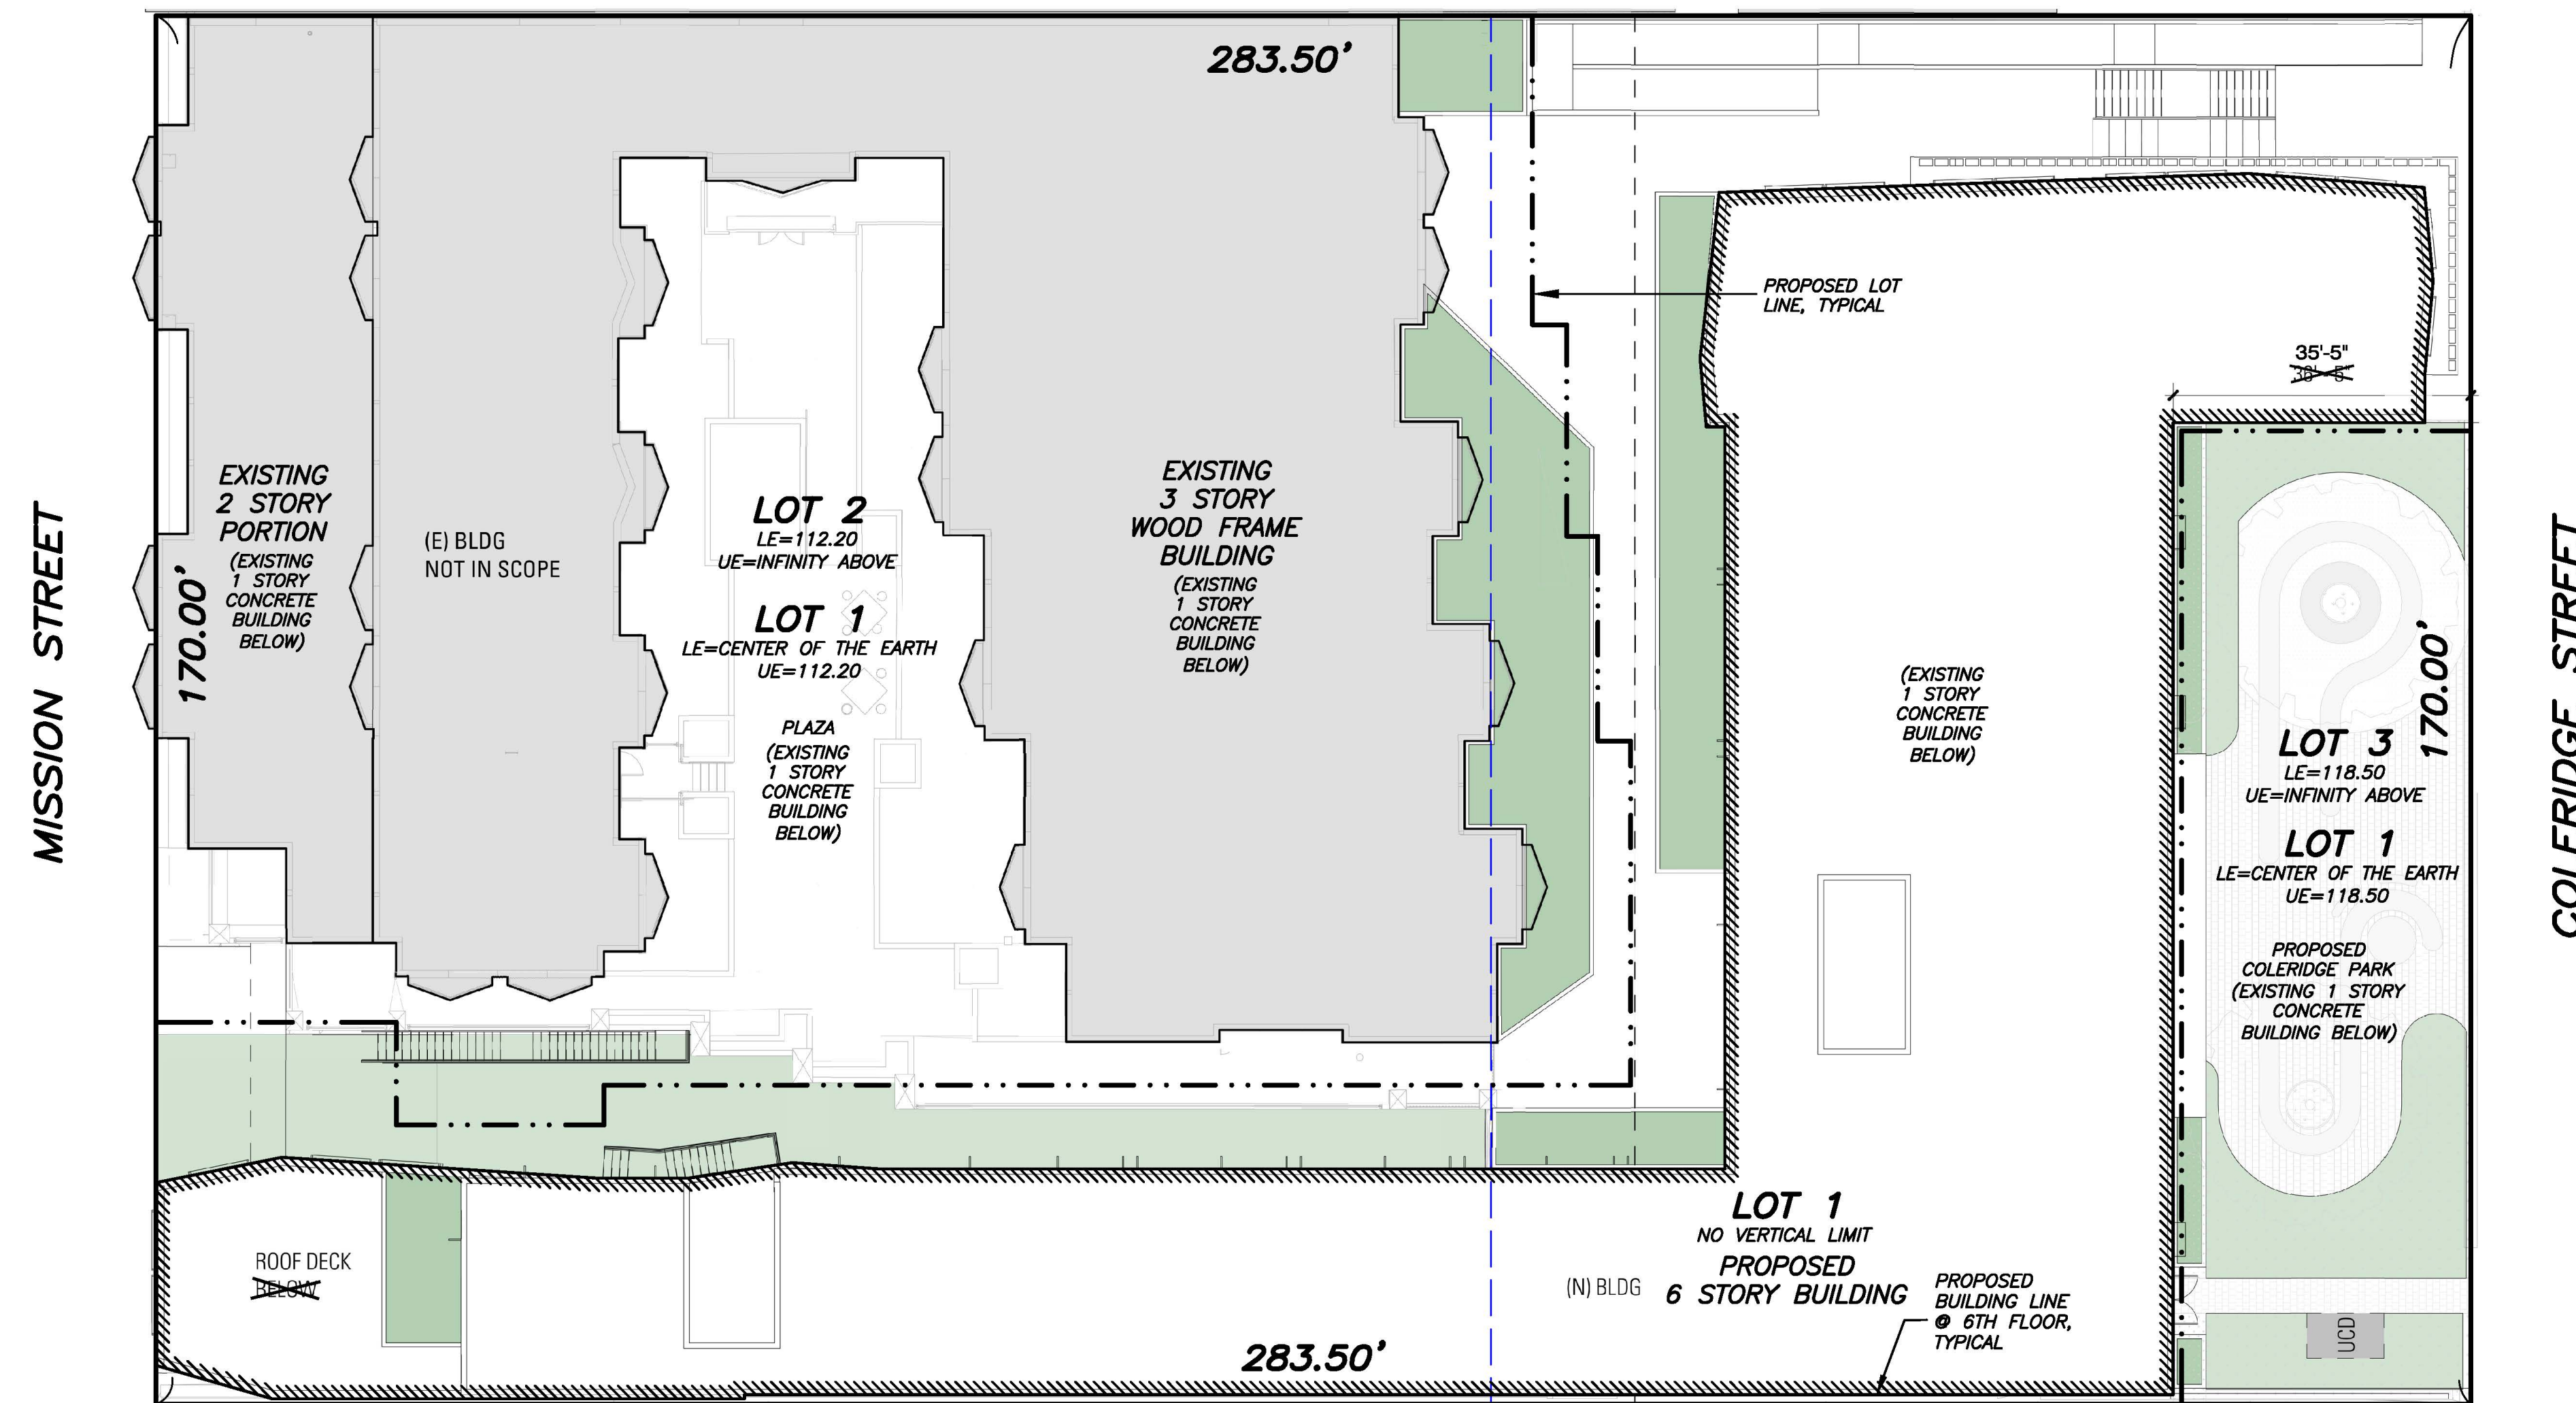 283.50'
PROPOSED LOT
LINE, TYPICAL
35'-5"
MISSION STREET
170.00'
EXISTING
2 STORY
PORTION
(EXISTING
1 STORY
CONCRETE
BUILDING
BELOW)
(E) BLDG
NOT IN SCOPE
LOT 2
LE=112.20
UE=INFINITY ABOVE
LOT 1
LE=CENTER OF THE EARTH
UE=112.20
PLAZA
(EXISTING
1 STORY
CONCRETE
BUILDING
BELOW)
EXISTING
3 STORY
WOOD FRAME
BUILDING
(EXISTING
1 STORY
CONCRETE
BUILDING
BELOW)
(EXISTING
1 STORY
CONCRETE
BUILDING
BELOW)
170.00'
COLERIDGE STREET
LOT 3
LE=118.50
UE=INFINITY ABOVE
LOT 1
LE=CENTER OF THE EARTH
UE=118.50
PROPOSED
COLERIDGE PARK
(EXISTING 1 STORY
CONCRETE
BUILDING BELOW)
ROOF DECK
BELOW
LOT 1
NO VERTICAL LIMIT
PROPOSED
6 STORY BUILDING
(N) BLDG
PROPOSED
BUILDING LINE
@ 6TH FLOOR,
TYPICAL
UCD
283.50'